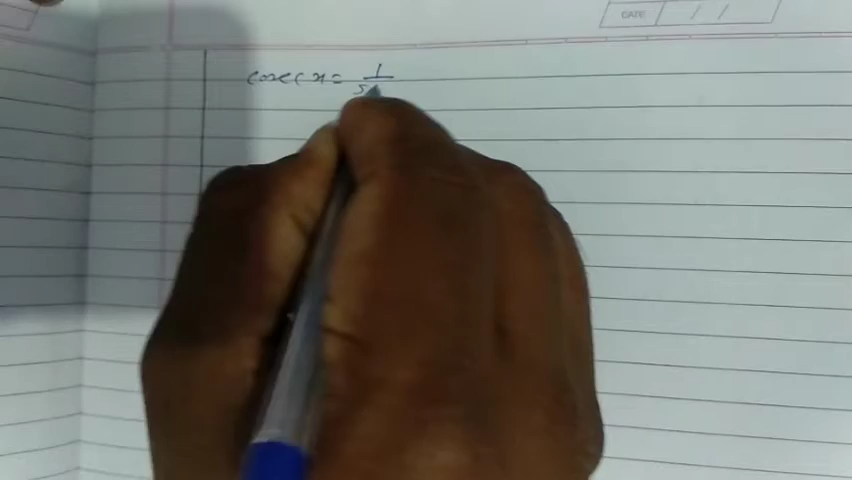 DATE / /
cosec x = 1/s